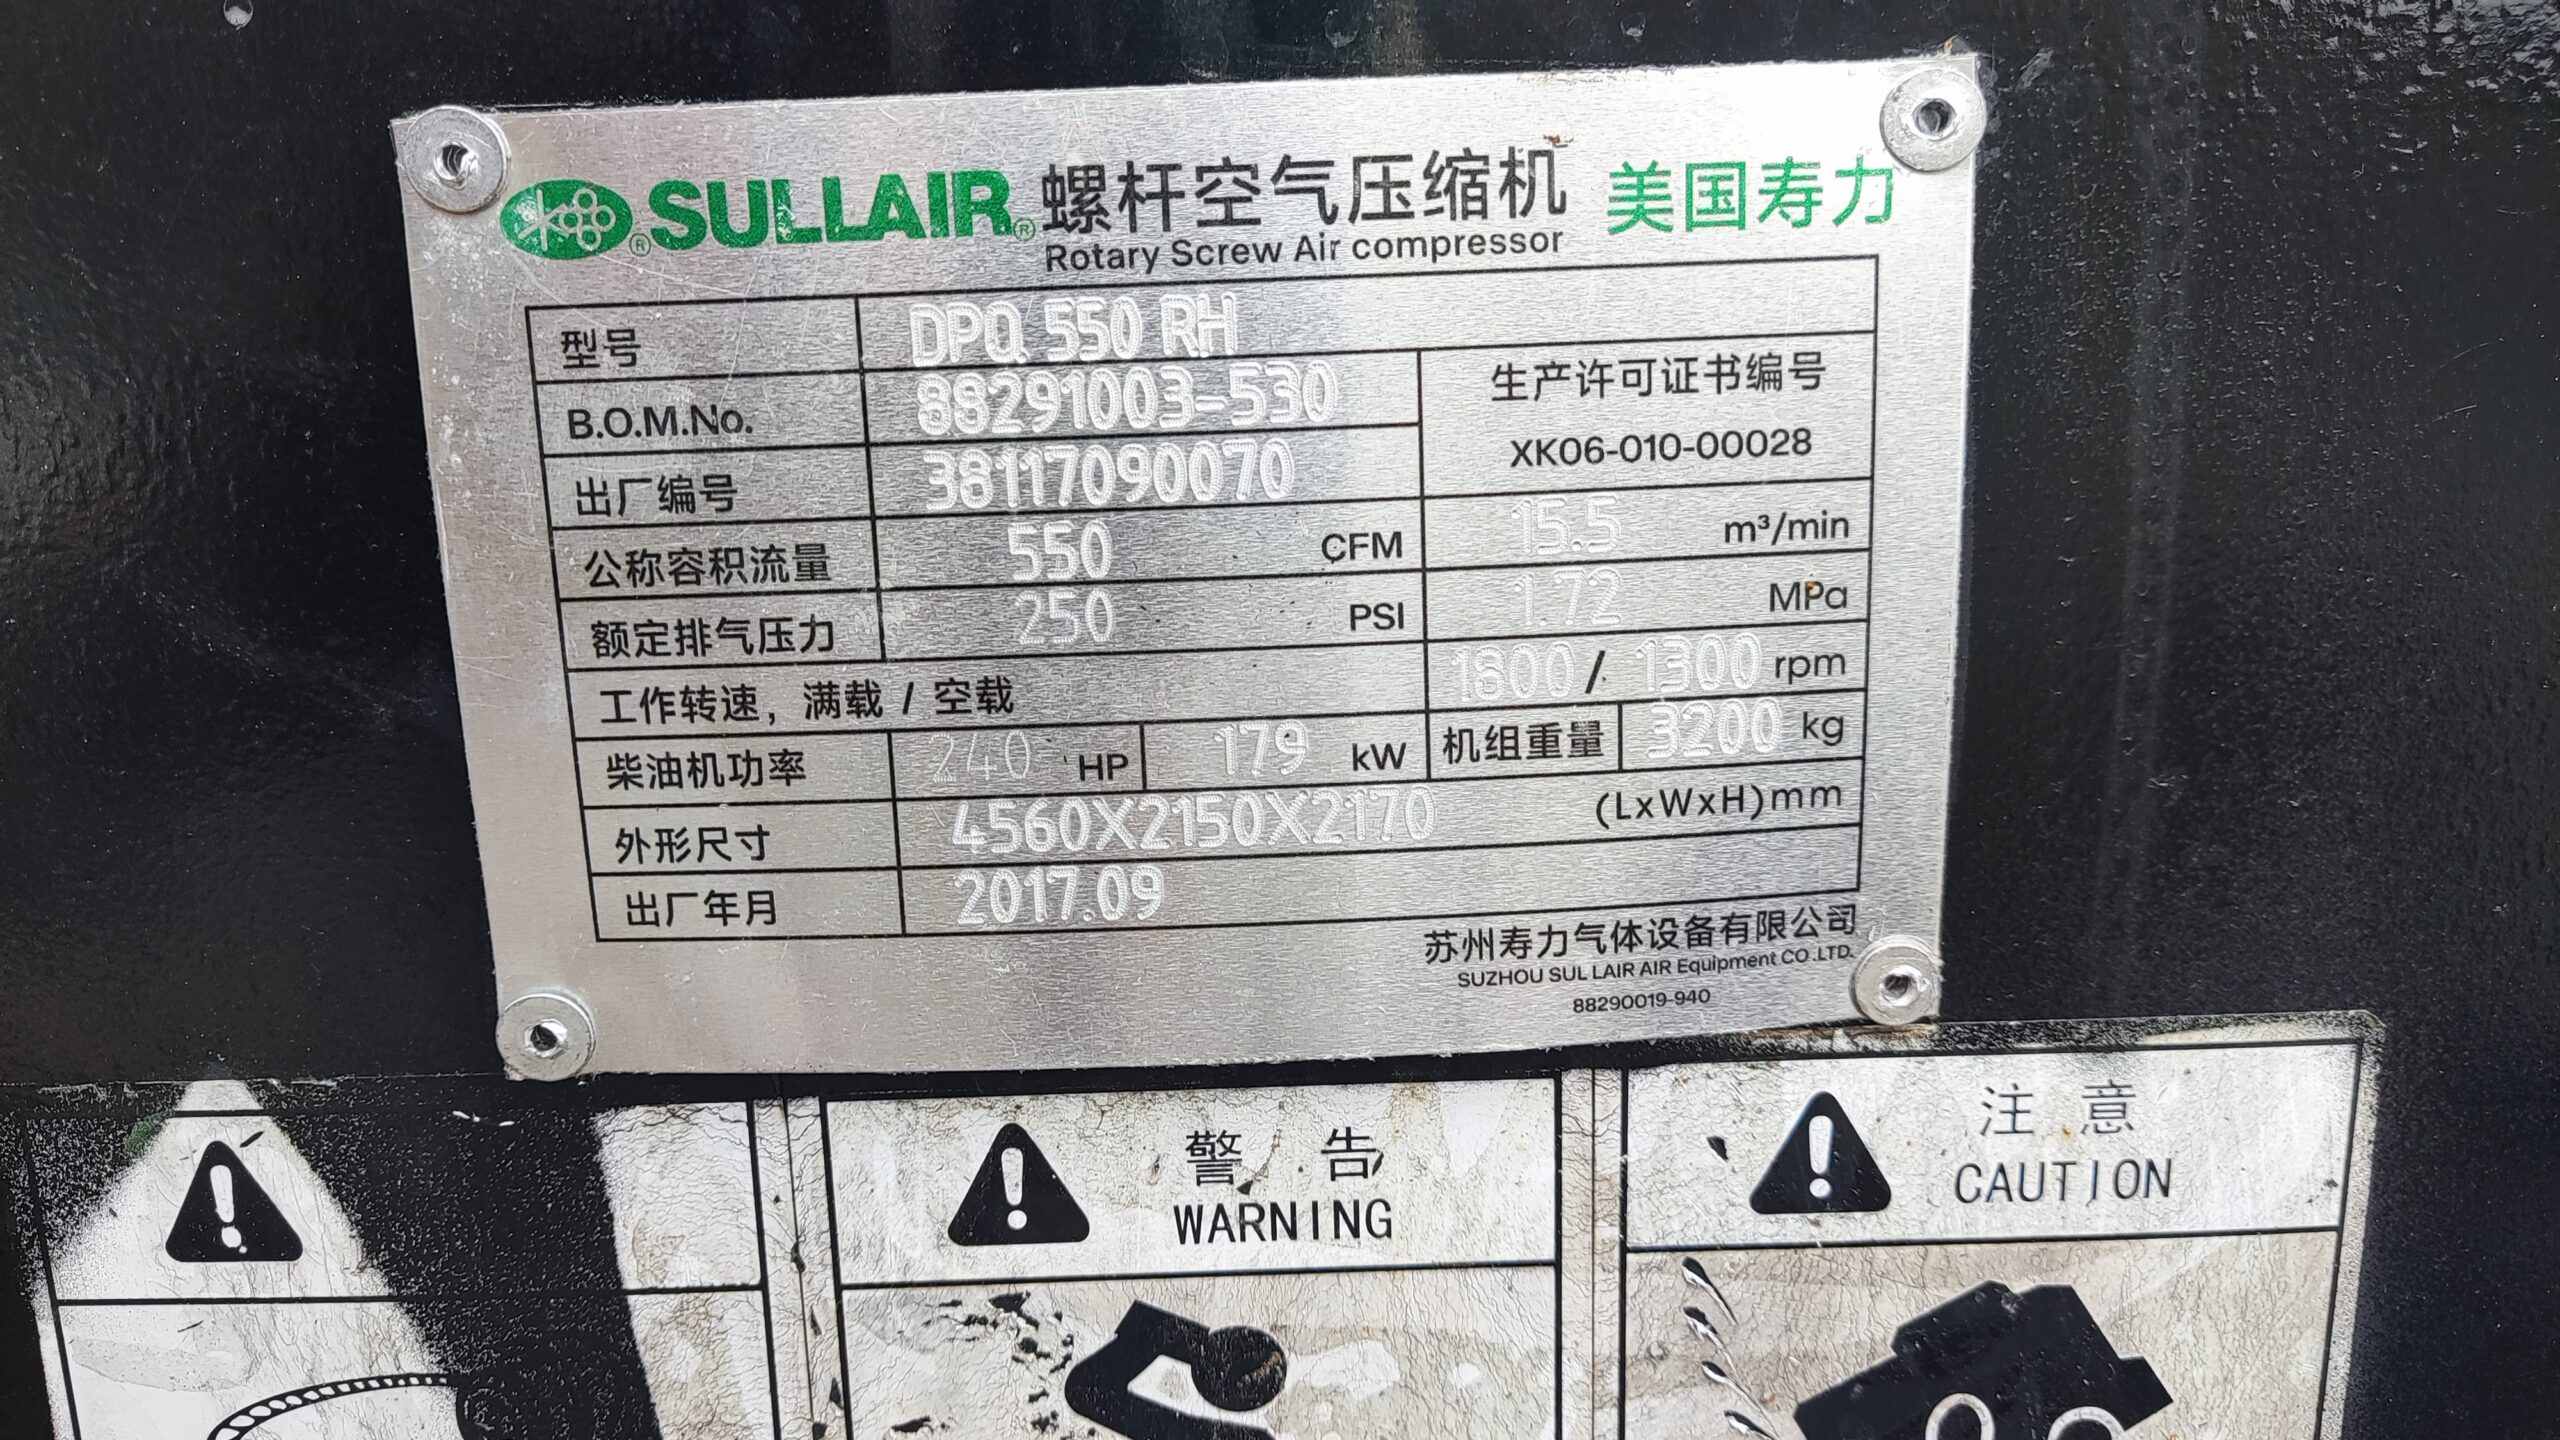 SULLAIR® 螺杆空气压缩机 美国寿力
Rotary Screw Air compressor
型号 DPQ 550 RH
B.O.M.No. 88291003-530
生产许可证书编号
XK06-010-00028
出厂编号 38117090070
公称容积流量 550 CFM 15.5 m³/min
额定排气压力 250 PSI 1.72 MPa
工作转速，满载 / 空载 1800 / 1300 rpm
柴油机功率 240 HP 179 kW 机组重量 3200 kg
外形尺寸 4560X2150X2170 (LxWxH)mm
出厂年月 2017.09
苏州寿力气体设备有限公司
SUZHOU SUL LAIR AIR Equipment CO.LTD.
88290019-940
警告
WARNING
注意
CAUTION